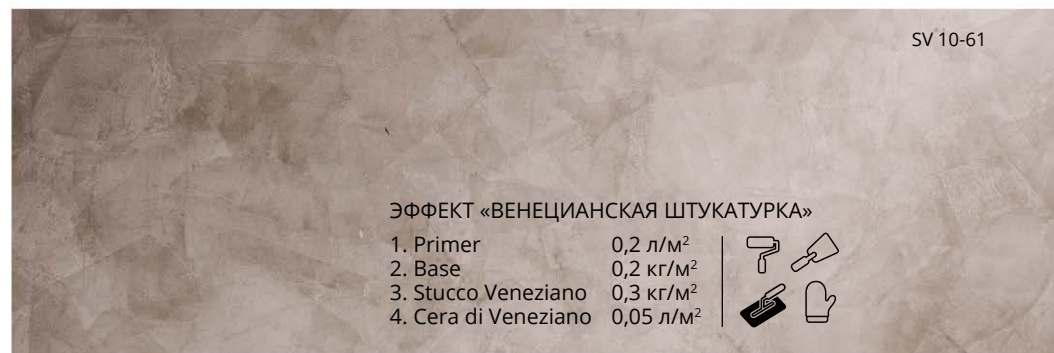 SV 10-61
ЭФФЕКТ «ВЕНЕЦИАНСКАЯ ШТУКАТУРКА»
1. Primer 0,2 л/м²
2. Base 0,2 кг/м²
3. Stucco Veneziano 0,3 кг/м²
4. Cera di Veneziano 0,05 л/м²